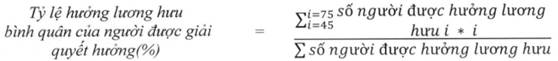 Tỷ lệ hưởng lương hưu
bình quân của người được giải
quyết hưởng(%)
=
∑ i=75 i=45 số người được hưởng lương
hưu i * i
∑ số người được hưởng lương hưu